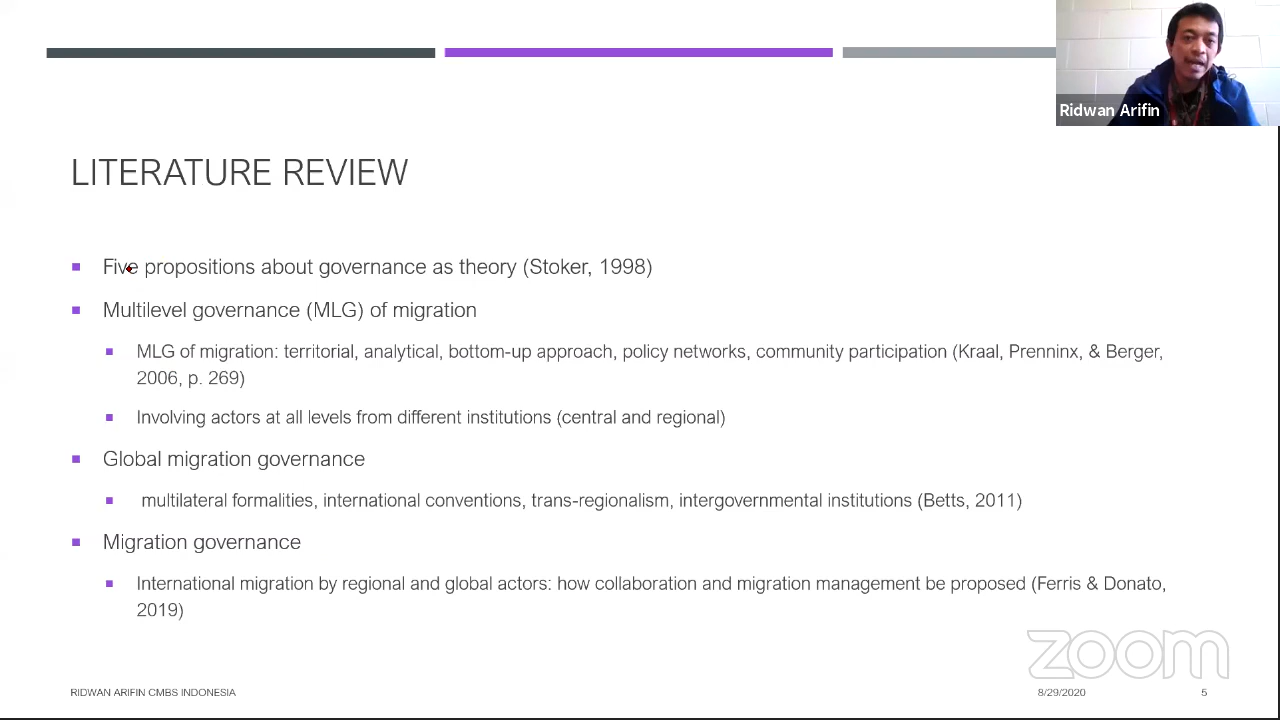 Ridwan Arifin
LITERATURE REVIEW
Five propositions about governance as theory (Stoker, 1998)
Multilevel governance (MLG) of migration
MLG of migration: territorial, analytical, bottom-up approach, policy networks, community participation (Kraal, Prenninx, & Berger,
2006, p. 269)
Involving actors at all levels from different institutions (central and regional)
Global migration governance
multilateral formalities, international conventions, trans-regionalism, intergovernmental institutions (Betts, 2011)
Migration governance
International migration by regional and global actors: how collaboration and migration management be proposed (Ferris & Donato,
2019)
zoom
RIDWAN ARIFIN CMBS INDONESIA
8/29/2020
5